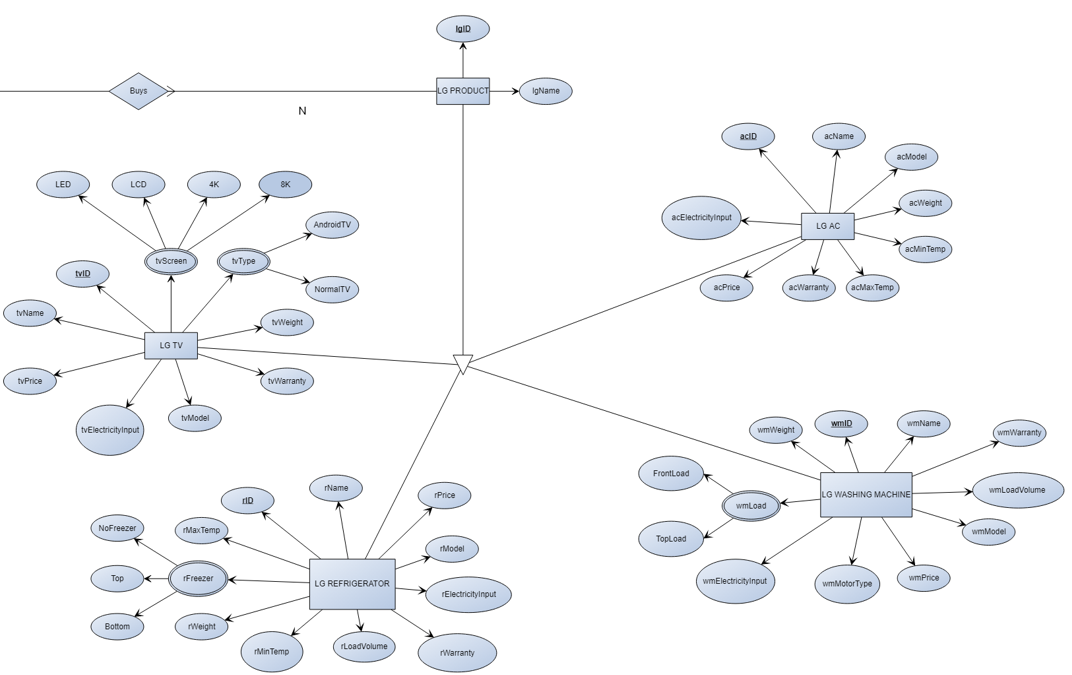 lgID
Buys
LG PRODUCT
lgName
N
acID
acName
acModel
LED
LCD
4K
8K
acWeight
acElectricityInput
AndroidTV
LG AC
acMinTemp
tvScreen
tvType
tvID
NormalTV
acPrice
acWarranty
acMaxTemp
tvName
tvWeight
LG TV
tvPrice
tvWarranty
tvModel
tvElectricityInput
wmWeight
wmID
wmName
wmWarranty
FrontLoad
LG WASHING MACHINE
wmLoadVolume
wmLoad
rID
rName
rPrice
NoFreezer
rMaxTemp
TopLoad
wmModel
rModel
Top
rFreezer
LG REFRIGERATOR
rElectricityInput
wmElectricityInput
wmMotorType
wmPrice
Bottom
rWeight
rMinTemp
rLoadVolume
rWarranty